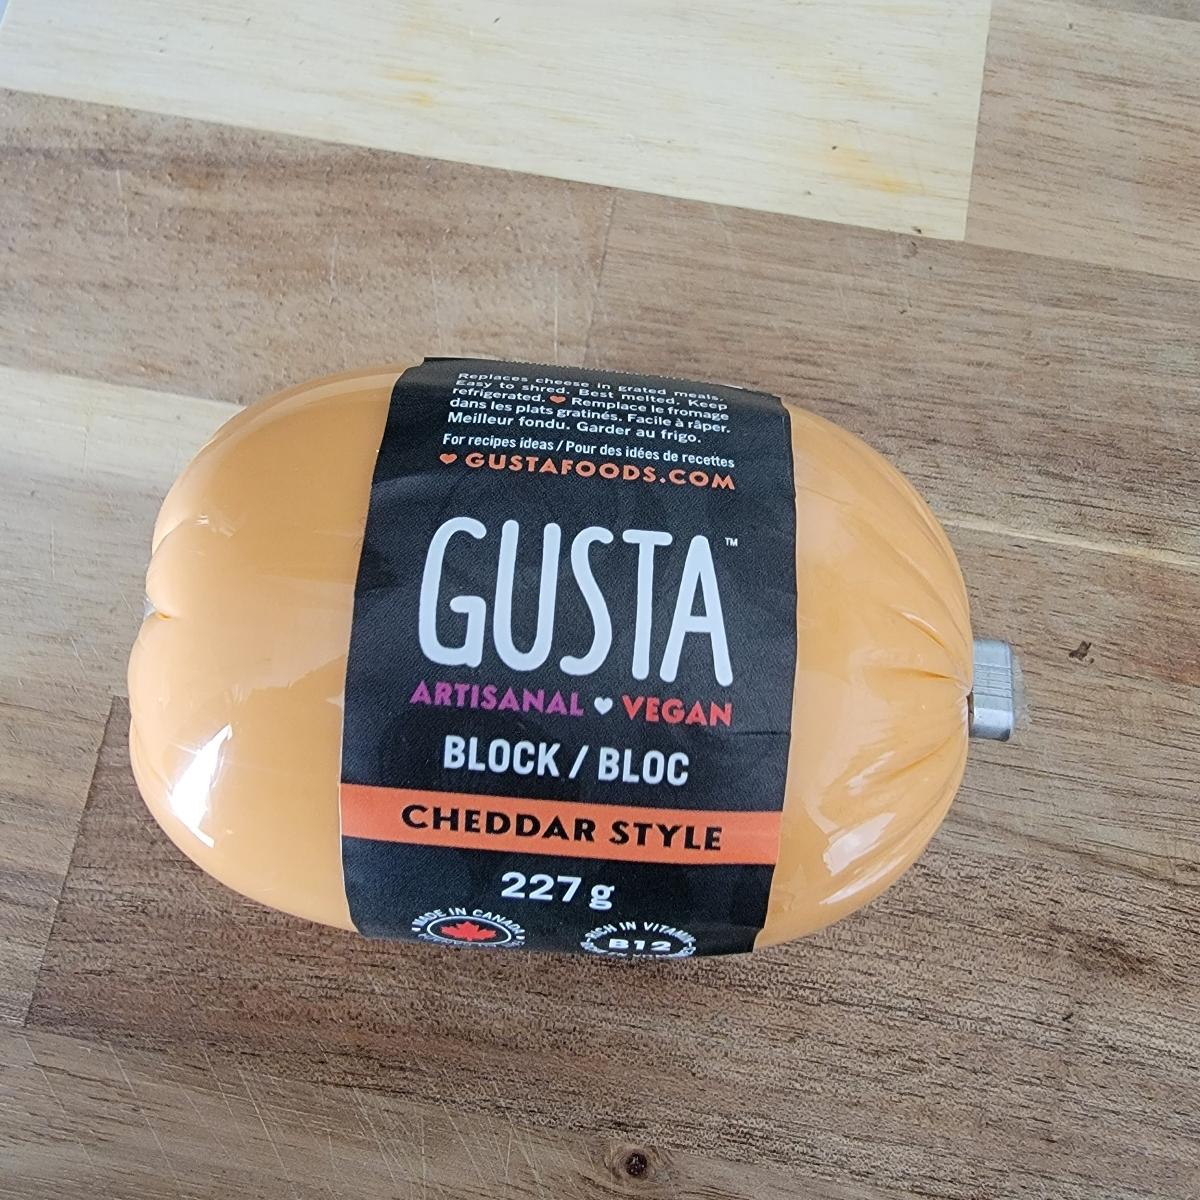 Replaces cheese in grated meals.
Easy to shred. Best melted. Keep
refrigerated. ♥ Remplace le fromage
dans les plats gratinés. Facile à râper.
Meilleur fondu. Garder au frigo.
For recipes ideas / Pour des idées de recettes
♥ GUSTAFOODS.COM
GUSTA™
ARTISANAL ♥ VEGAN
BLOCK / BLOC
CHEDDAR STYLE
227 g
MADE IN CANADA
RICH IN VITAMIN
B12